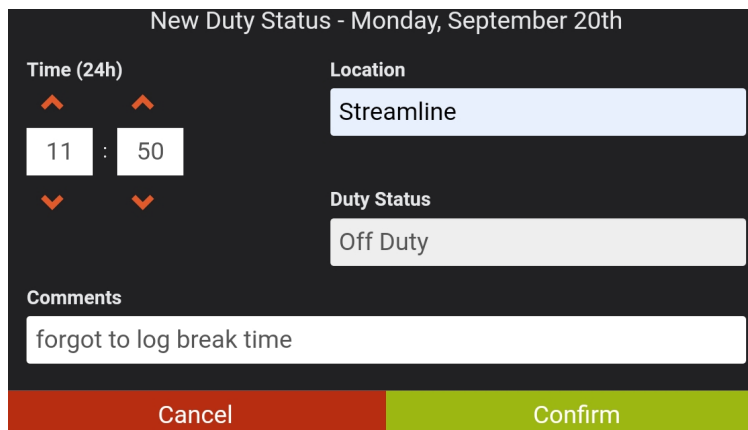 New Duty Status - Monday, September 20th
Time (24h)
Location
Streamline
11 : 50
Duty Status
Off Duty
Comments
forgot to log break time
Cancel
Confirm